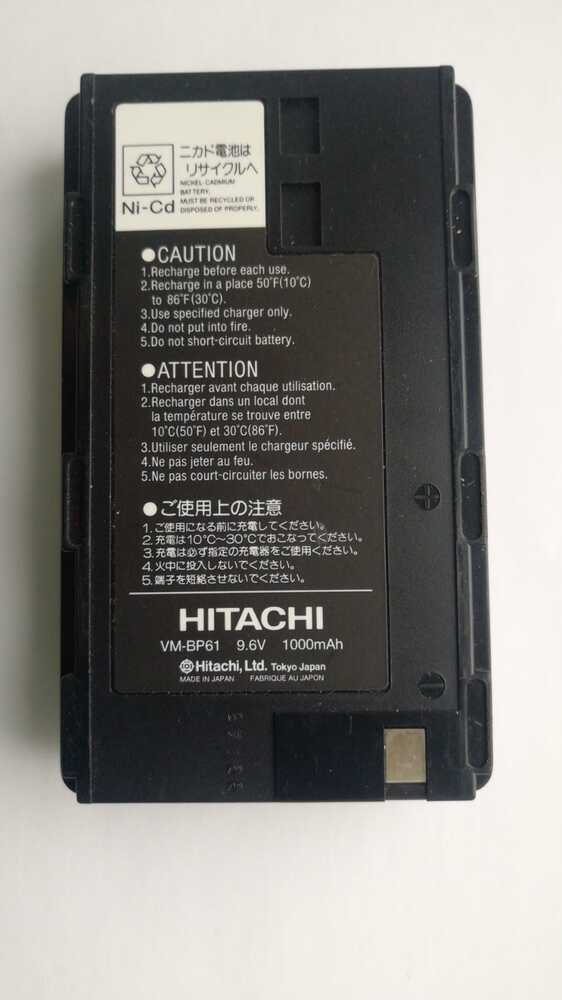 ニカド電池は
リサイクルへ
NICKEL-CADMIUM
BATTERY.
MUST BE RECYCLED OR
DISPOSED OF PROPERLY.
Ni-Cd
●CAUTION
1.Recharge before each use.
2.Recharge in a place 50°F(10°C)
to 86°F(30°C).
3.Use specified charger only.
4.Do not put into fire.
5.Do not short-circuit battery.
●ATTENTION
1.Recharger avant chaque utilisation.
2.Recharger dans un local dont
la température se trouve entre
10°C(50°F) et 30°C(86°F).
3.Utiliser seulement le chargeur spécifié.
4.Ne pas jeter au feu.
5.Ne pas court-circuiter les bornes.
●ご使用上の注意
1.ご使用になる前に充電してください。
2.充電は10°C〜30°Cでおこなってください。
3.充電は必ず指定の充電器をご使用ください。
4.火中に投入しないでください。
5.端子を短絡させないでください。
HITACHI
VM-BP61 9.6V 1000mAh
Hitachi, Ltd. Tokyo Japan
MADE IN JAPAN FABRIQUE AU JAPON